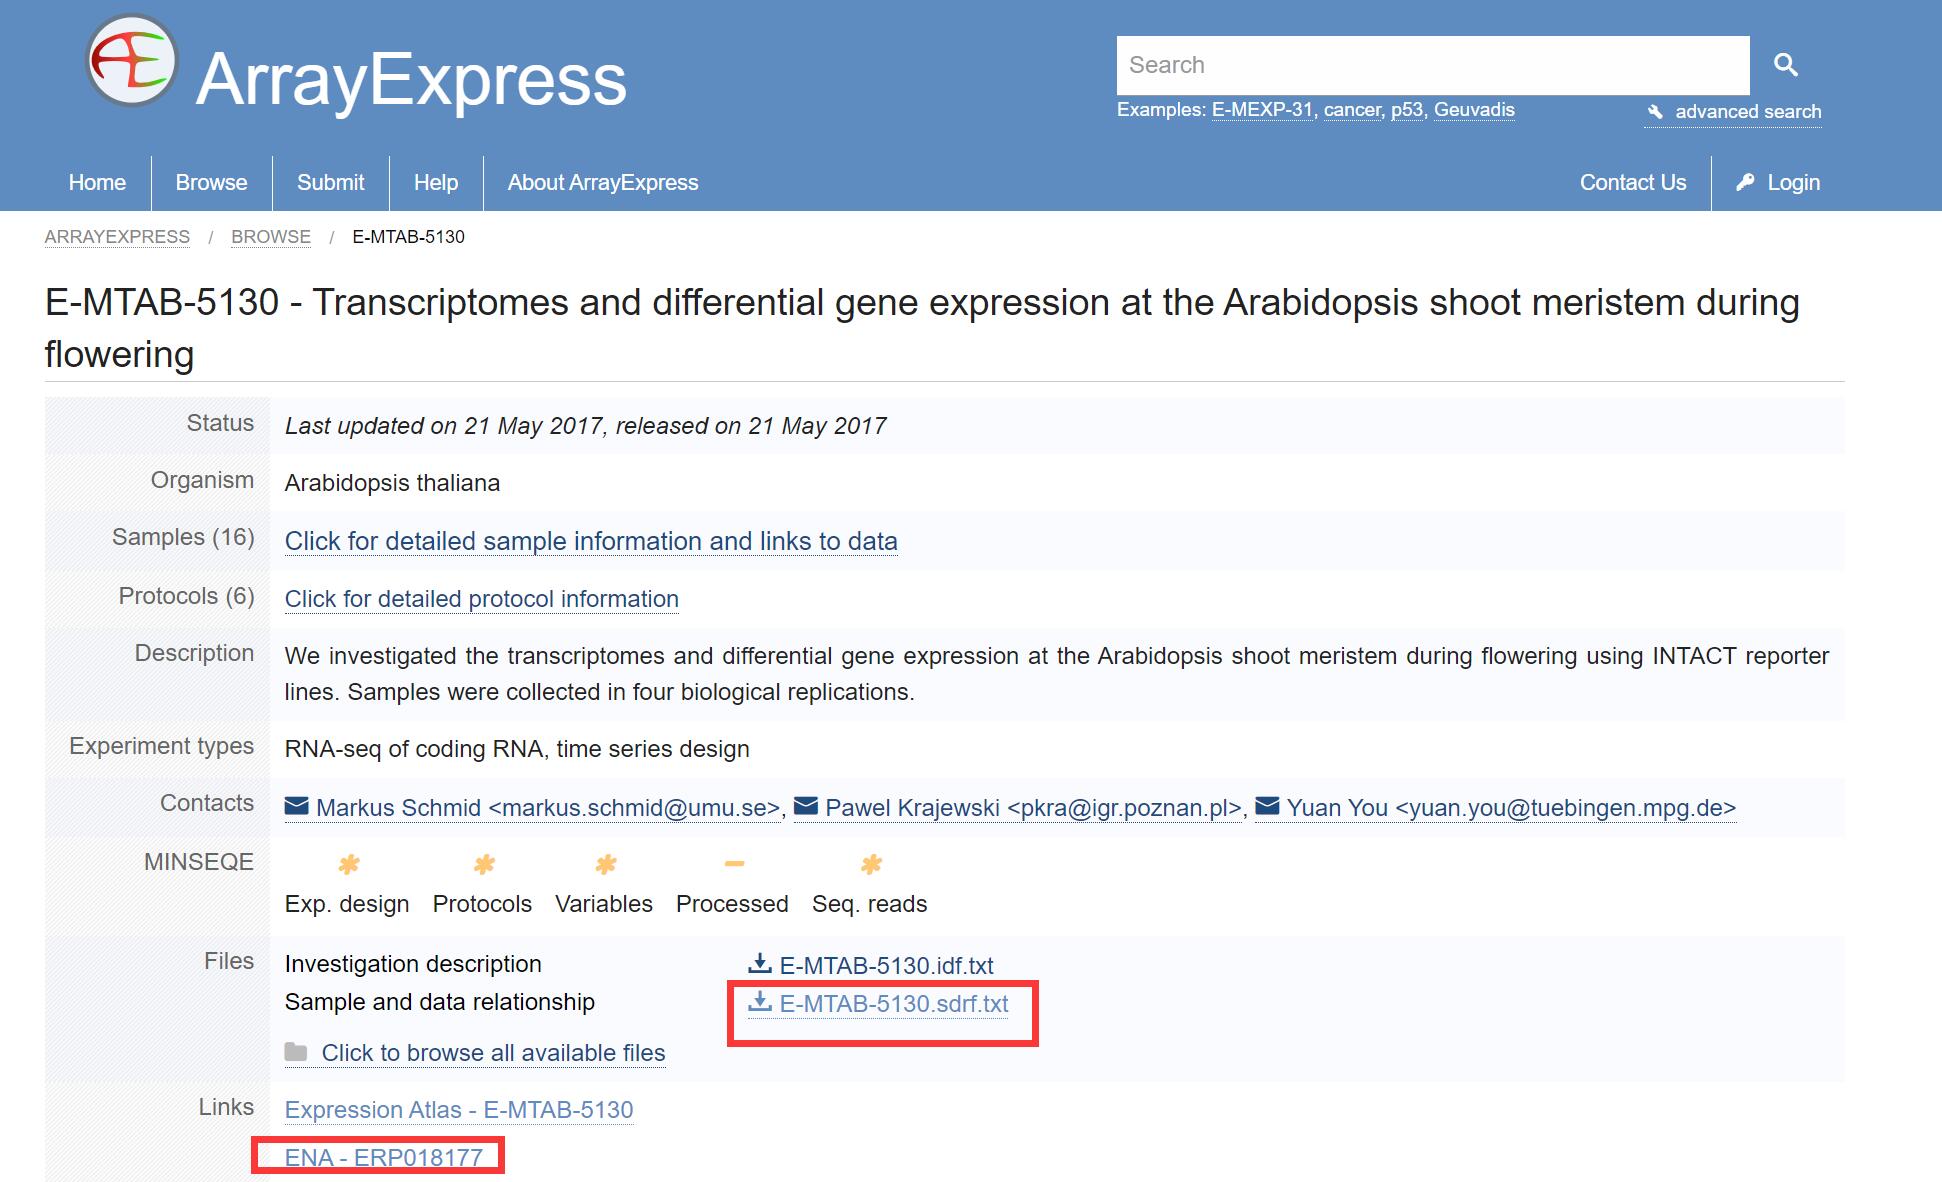 ArrayExpress
Search
Examples: E-MEXP-31, cancer, p53, Geuvadis
advanced search
Home Browse Submit Help About ArrayExpress Contact Us Login
ARRAYEXPRESS / BROWSE / E-MTAB-5130
E-MTAB-5130 - Transcriptomes and differential gene expression at the Arabidopsis shoot meristem during
flowering
Status Last updated on 21 May 2017, released on 21 May 2017
Organism Arabidopsis thaliana
Samples (16) Click for detailed sample information and links to data
Protocols (6) Click for detailed protocol information
Description We investigated the transcriptomes and differential gene expression at the Arabidopsis shoot meristem during flowering using INTACT reporter
lines. Samples were collected in four biological replications.
Experiment types RNA-seq of coding RNA, time series design
Contacts Markus Schmid <markus.schmid@umu.se>, Pawel Krajewski <pkra@igr.poznan.pl>, Yuan You <yuan.you@tuebingen.mpg.de>
MINSEQE * * * - *
Exp. design Protocols Variables Processed Seq. reads
Files Investigation description E-MTAB-5130.idf.txt
Sample and data relationship E-MTAB-5130.sdrf.txt
Click to browse all available files
Links Expression Atlas - E-MTAB-5130
ENA - ERP018177